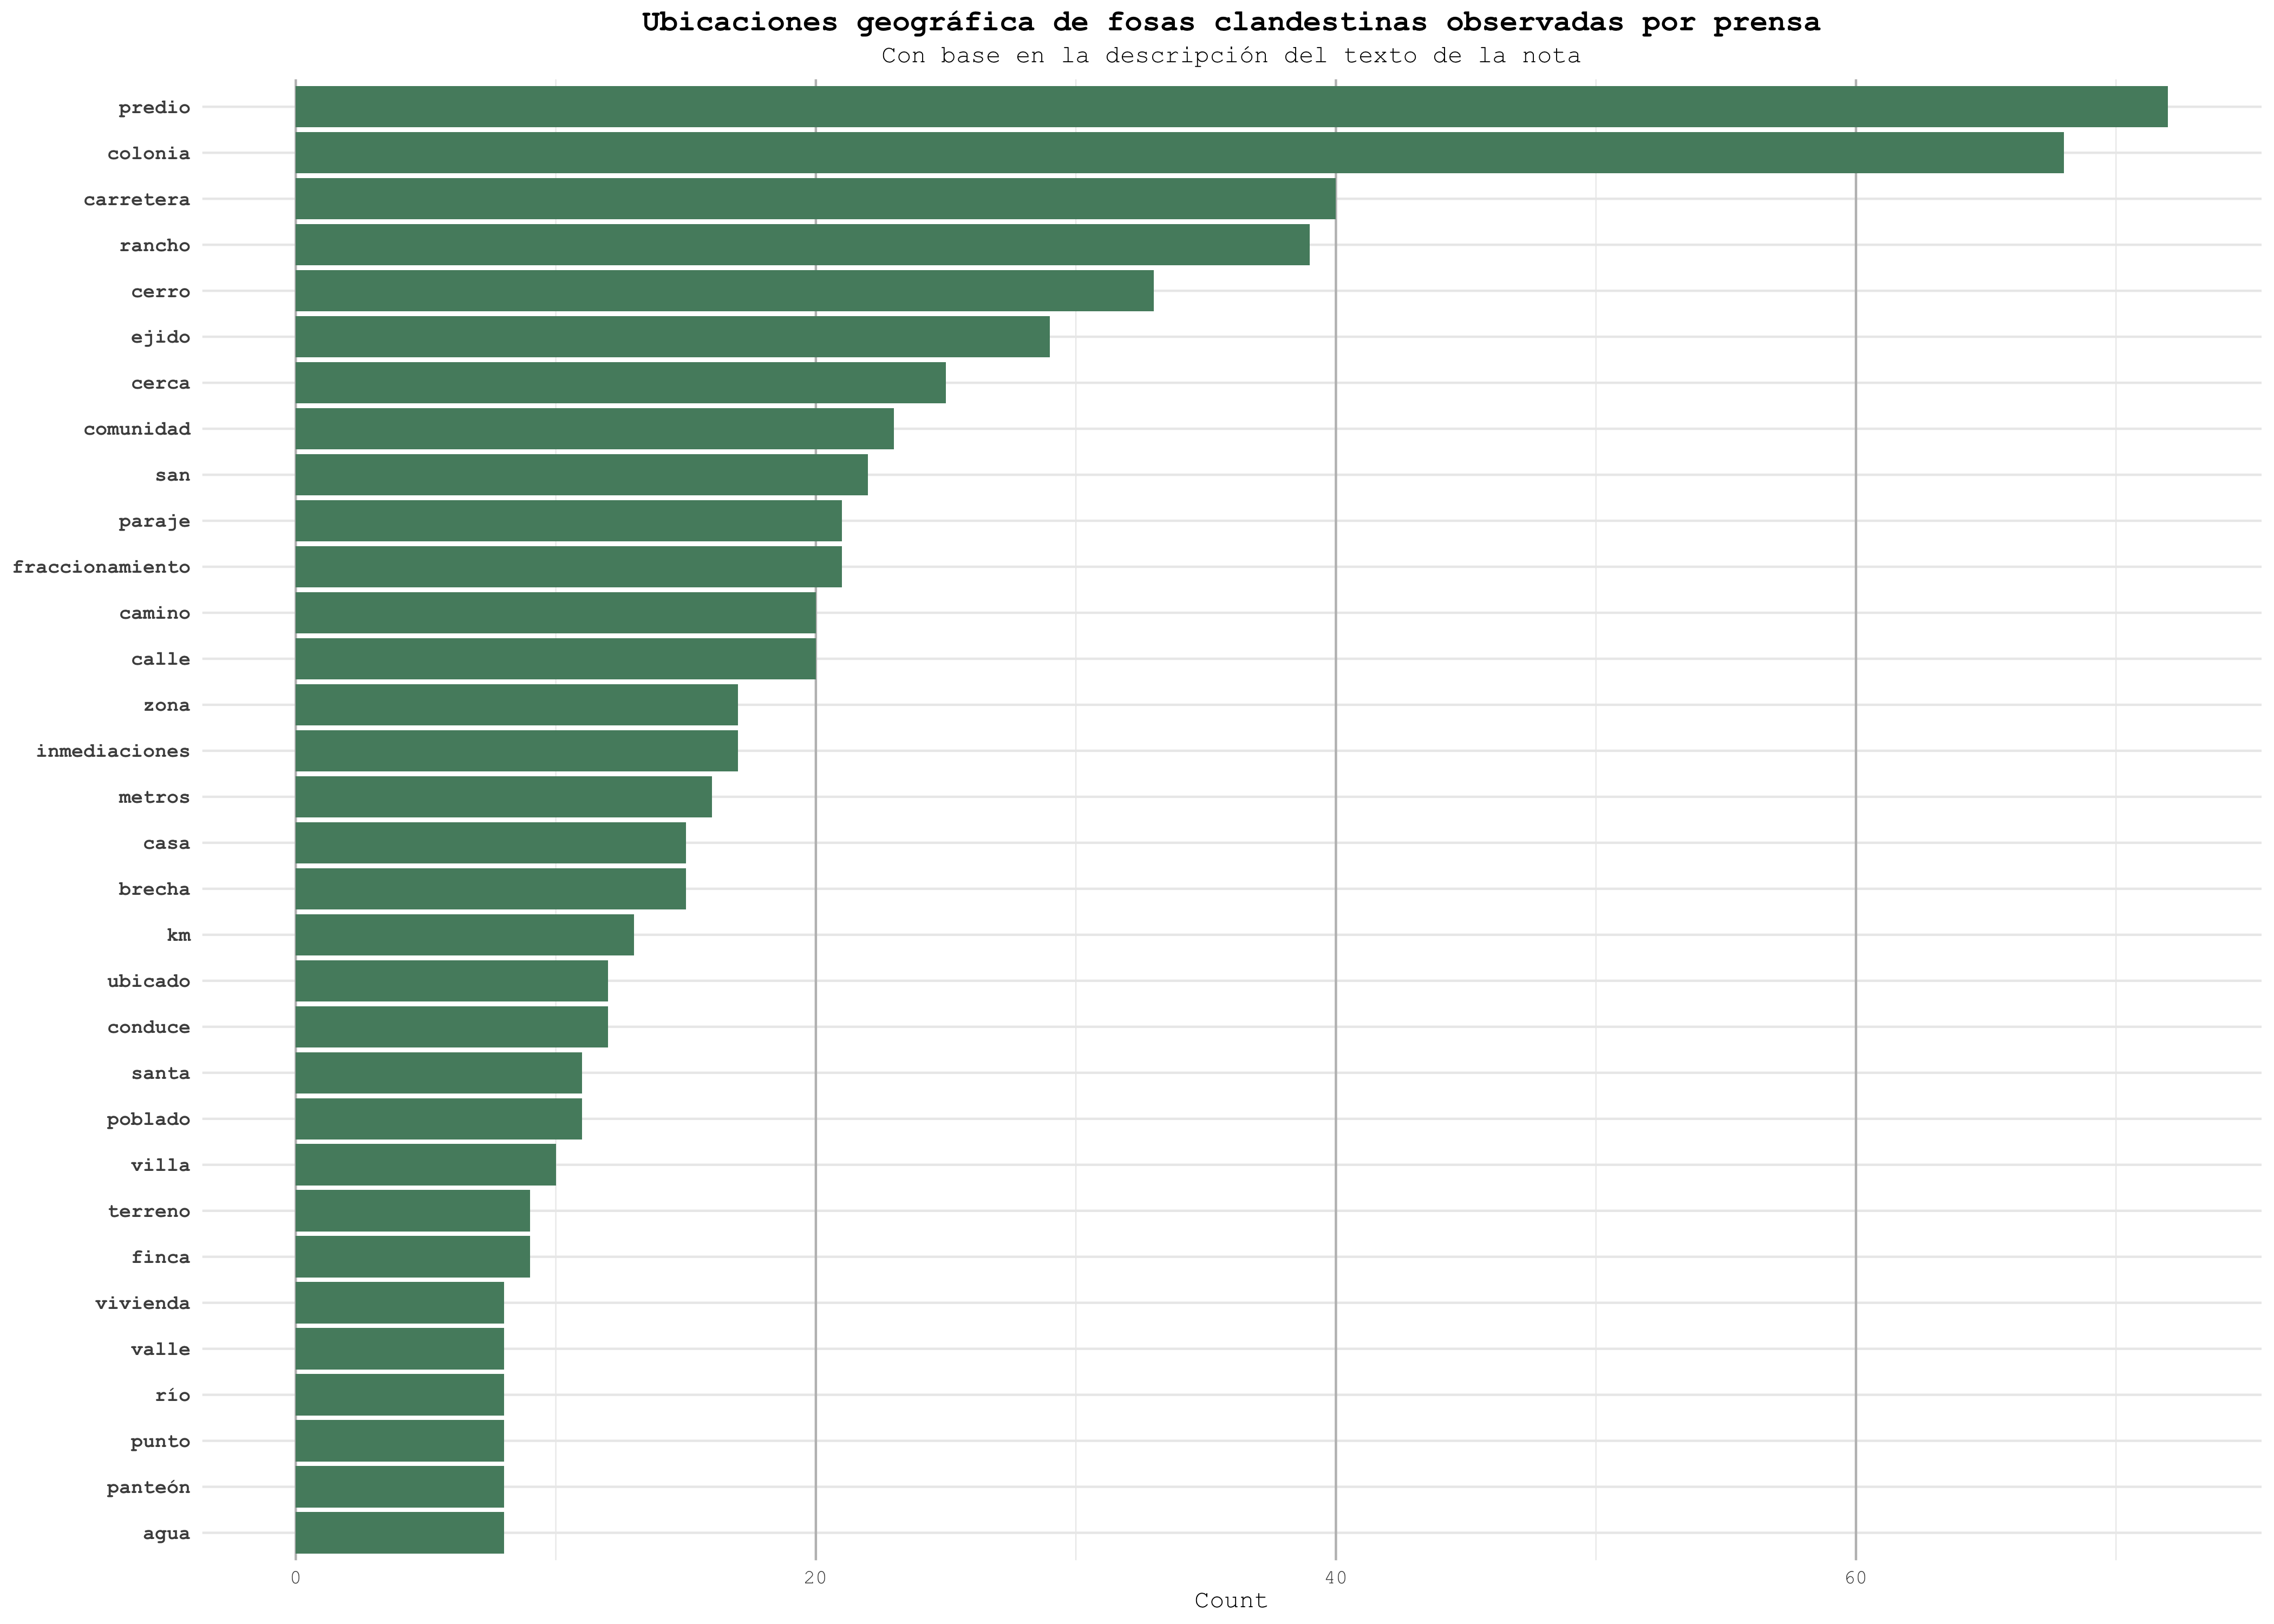 Ubicaciones geográfica de fosas clandestinas observadas por prensa
Con base en la descripción del texto de la nota
predio
colonia
carretera
rancho
cerro
ejido
cerca
comunidad
san
paraje
fraccionamiento
camino
calle
zona
inmediaciones
metros
casa
brecha
km
ubicado
conduce
santa
poblado
villa
terreno
finca
vivienda
valle
río
punto
panteón
agua
0 20 40 60
Count